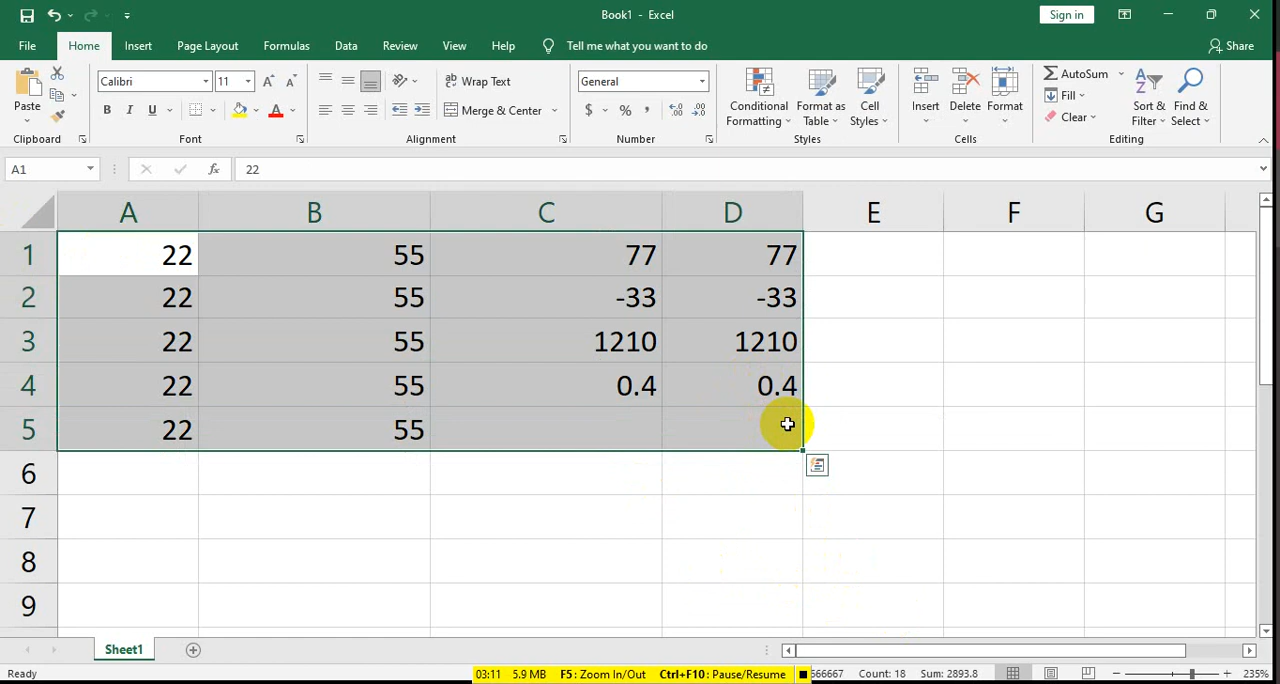 Book1 - Excel
Sign in
File Home Insert Page Layout Formulas Data Review View Help Tell me what you want to do Share
Calibri 11 Wrap Text General AutoSum
Paste B I U Merge & Center $ % , Conditional Formatting Format as Table Cell Styles Insert Delete Format Fill Clear Sort & Filter Find & Select
Clipboard Font Alignment Number Styles Cells Editing
A1 fx 22
A B C D E F G
1 22 55 77 77
2 22 55 -33 -33
3 22 55 1210 1210
4 22 55 0.4 0.4
5 22 55
6
7
8
9
Sheet1
Ready 03:11 5.9 MB F5: Zoom In/Out Ctrl+F10: Pause/Resume 566667 Count: 18 Sum: 2893.8 235%